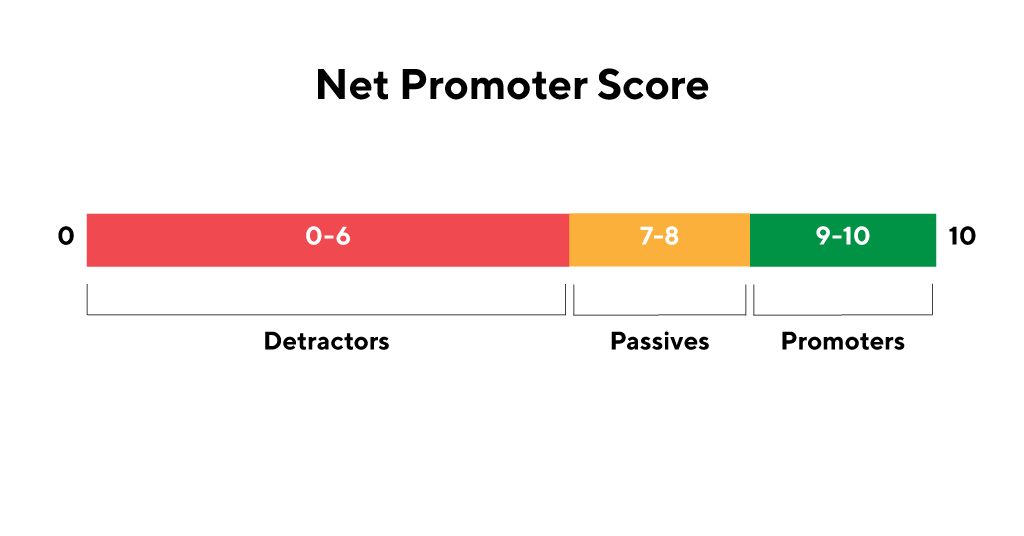 Net Promoter Score
0 0-6 7-8 9-10 10
Detractors Passives Promoters